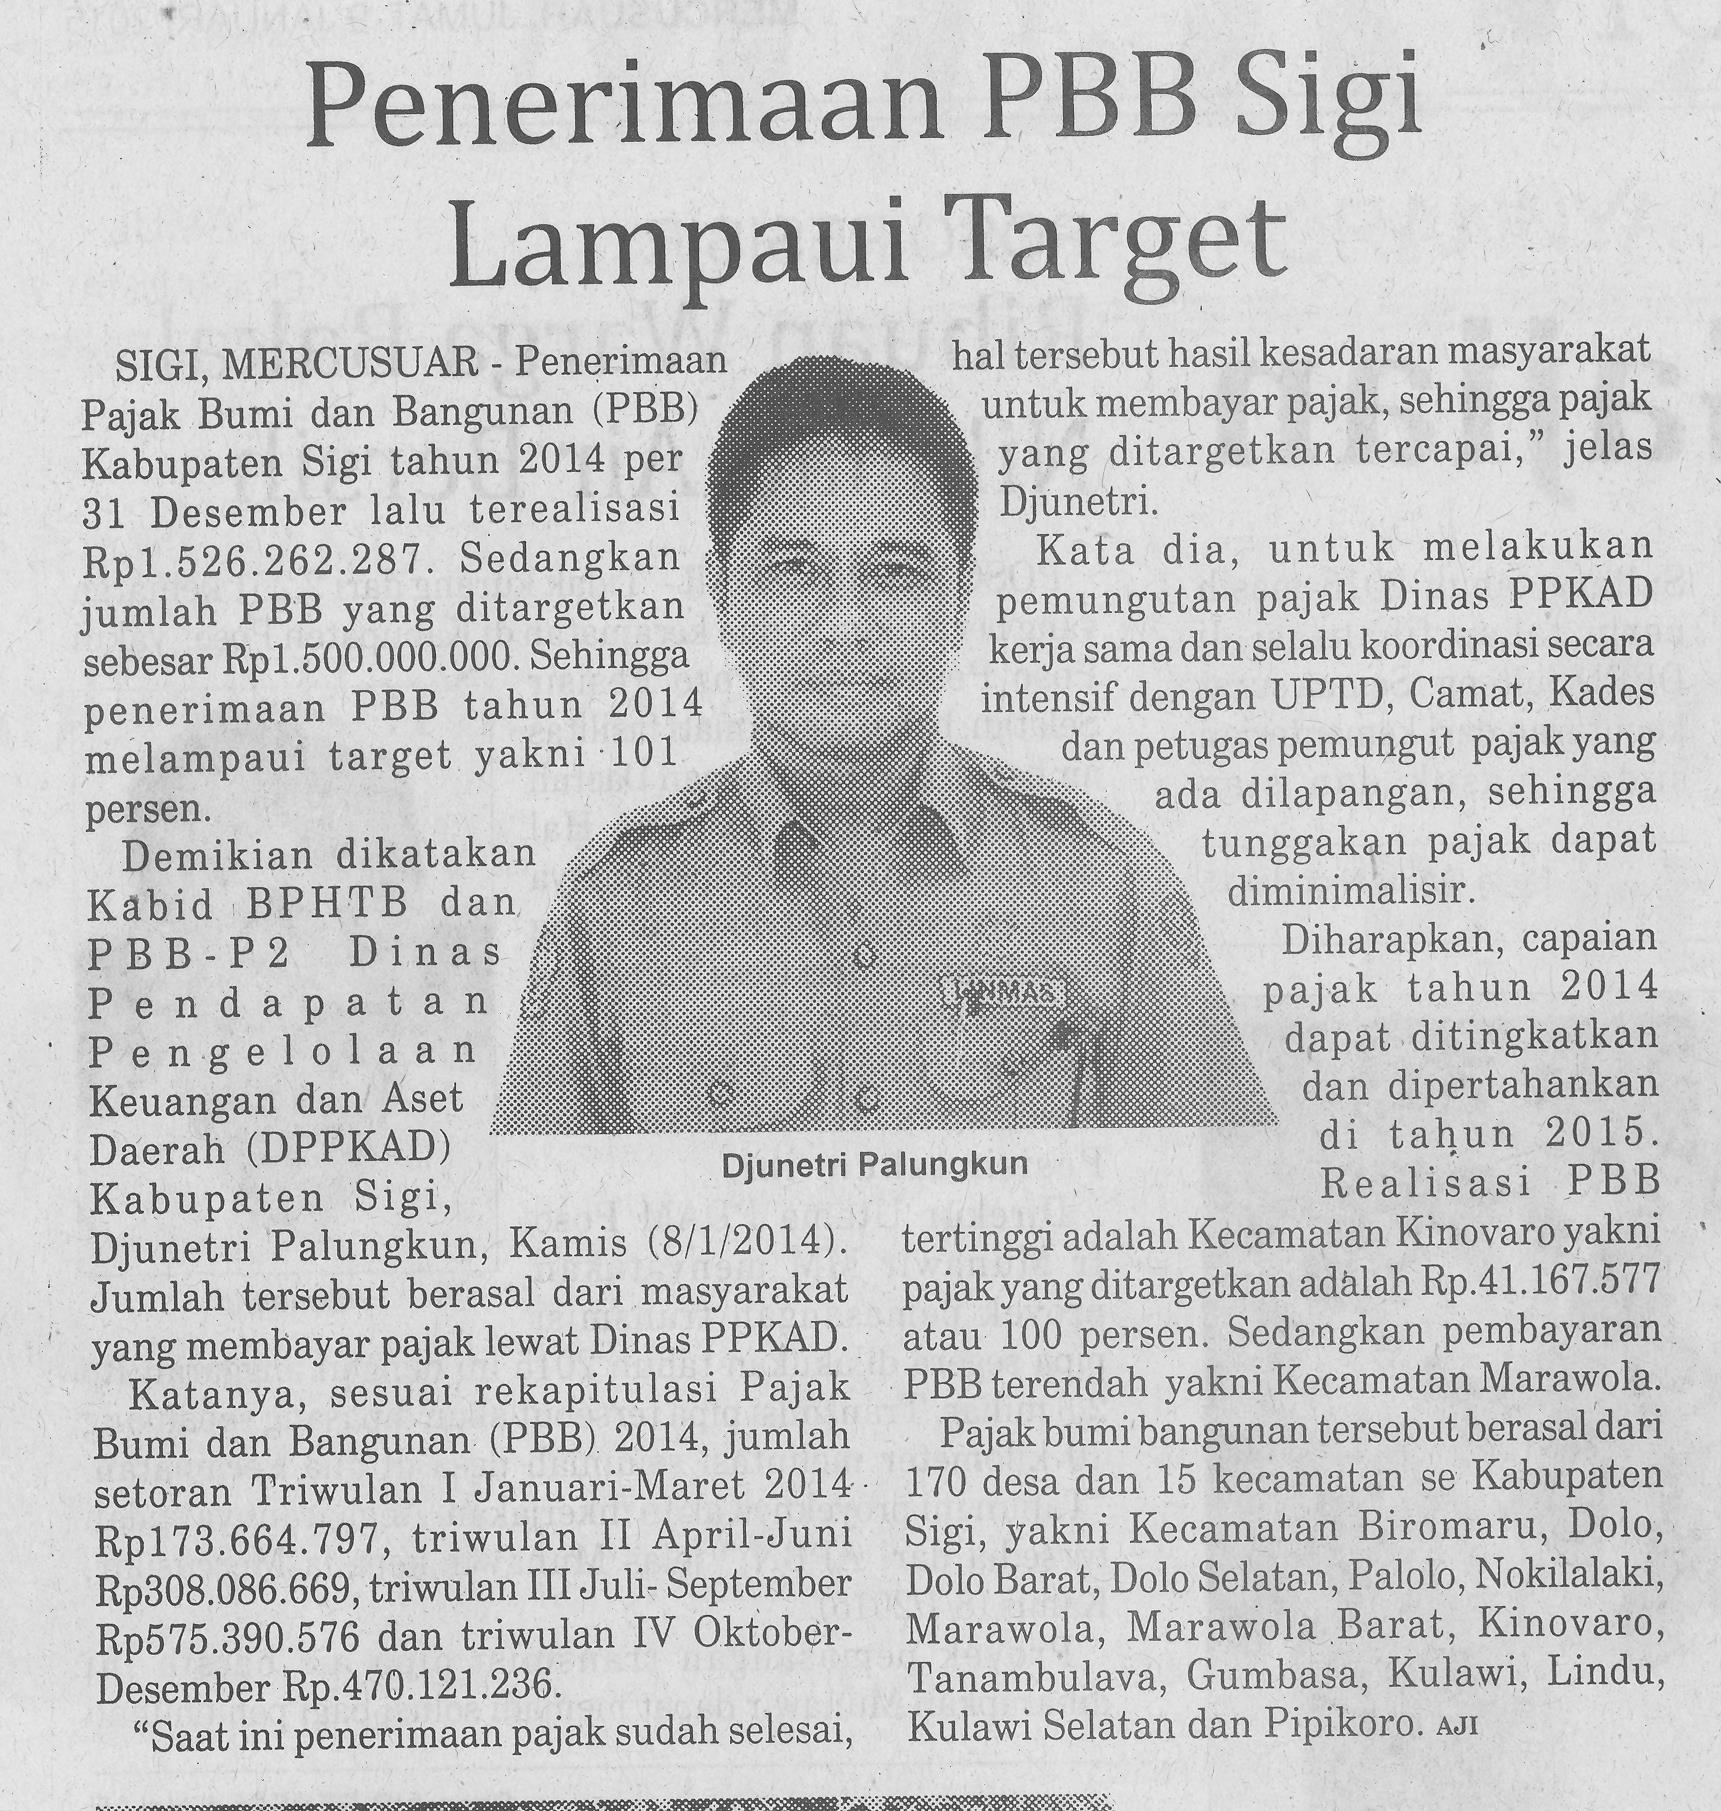 Penerimaan PBB Sigi
Lampaui Target
SIGI, MERCUSUAR - Penerimaan
Pajak Bumi dan Bangunan (PBB)
Kabupaten Sigi tahun 2014 per
31 Desember lalu terealisasi
Rp1.526.262.287. Sedangkan
jumlah PBB yang ditargetkan
sebesar Rp1.500.000.000. Sehingga
penerimaan PBB tahun 2014
melampaui target yakni 101
persen.
Demikian dikatakan
Kabid BPHTB dan
PBB-P2 Dinas
Pendapatan
Pengelolaan
Keuangan dan Aset
Daerah (DPPKAD)
Kabupaten Sigi,
Djunetri Palungkun, Kamis (8/1/2014).
Jumlah tersebut berasal dari masyarakat
yang membayar pajak lewat Dinas PPKAD.
Katanya, sesuai rekapitulasi Pajak
Bumi dan Bangunan (PBB) 2014, jumlah
setoran Triwulan I Januari-Maret 2014
Rp173.664.797, triwulan II April-Juni
Rp308.086.669, triwulan III Juli- September
Rp575.390.576 dan triwulan IV Oktober-
Desember Rp.470.121.236.
“Saat ini penerimaan pajak sudah selesai,
hal tersebut hasil kesadaran masyarakat
untuk membayar pajak, sehingga pajak
yang ditargetkan tercapai,” jelas
Djunetri.
Kata dia, untuk melakukan
pemungutan pajak Dinas PPKAD
kerja sama dan selalu koordinasi secara
intensif dengan UPTD, Camat, Kades
dan petugas pemungut pajak yang
ada dilapangan, sehingga
tunggakan pajak dapat
diminimalisir.
Diharapkan, capaian
pajak tahun 2014
dapat ditingkatkan
dan dipertahankan
di tahun 2015.
Realisasi PBB
tertinggi adalah Kecamatan Kinovaro yakni
pajak yang ditargetkan adalah Rp.41.167.577
atau 100 persen. Sedangkan pembayaran
PBB terendah yakni Kecamatan Marawola.
Pajak bumi bangunan tersebut berasal dari
170 desa dan 15 kecamatan se Kabupaten
Sigi, yakni Kecamatan Biromaru, Dolo,
Dolo Barat, Dolo Selatan, Palolo, Nokilalaki,
Marawola, Marawola Barat, Kinovaro,
Tanambulava, Gumbasa, Kulawi, Lindu,
Kulawi Selatan dan Pipikoro. AJI
LINMAS
Djunetri Palungkun